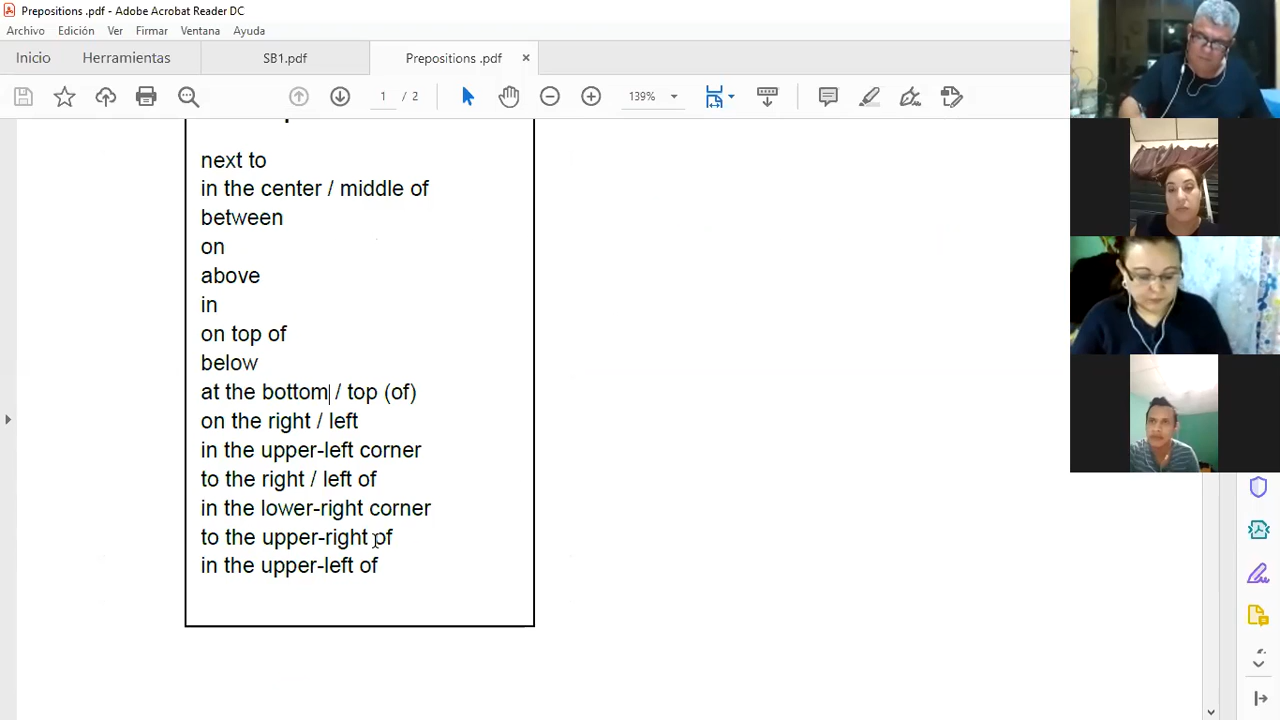 Prepositions .pdf - Adobe Acrobat Reader DC
Archivo Edición Ver Firmar Ventana Ayuda
Inicio Herramientas SB1.pdf Prepositions .pdf ×
1 / 2 139%
next to
in the center / middle of
between
on
above
in
on top of
below
at the bottom / top (of)
on the right / left
in the upper-left corner
to the right / left of
in the lower-right corner
to the upper-right of
in the upper-left of